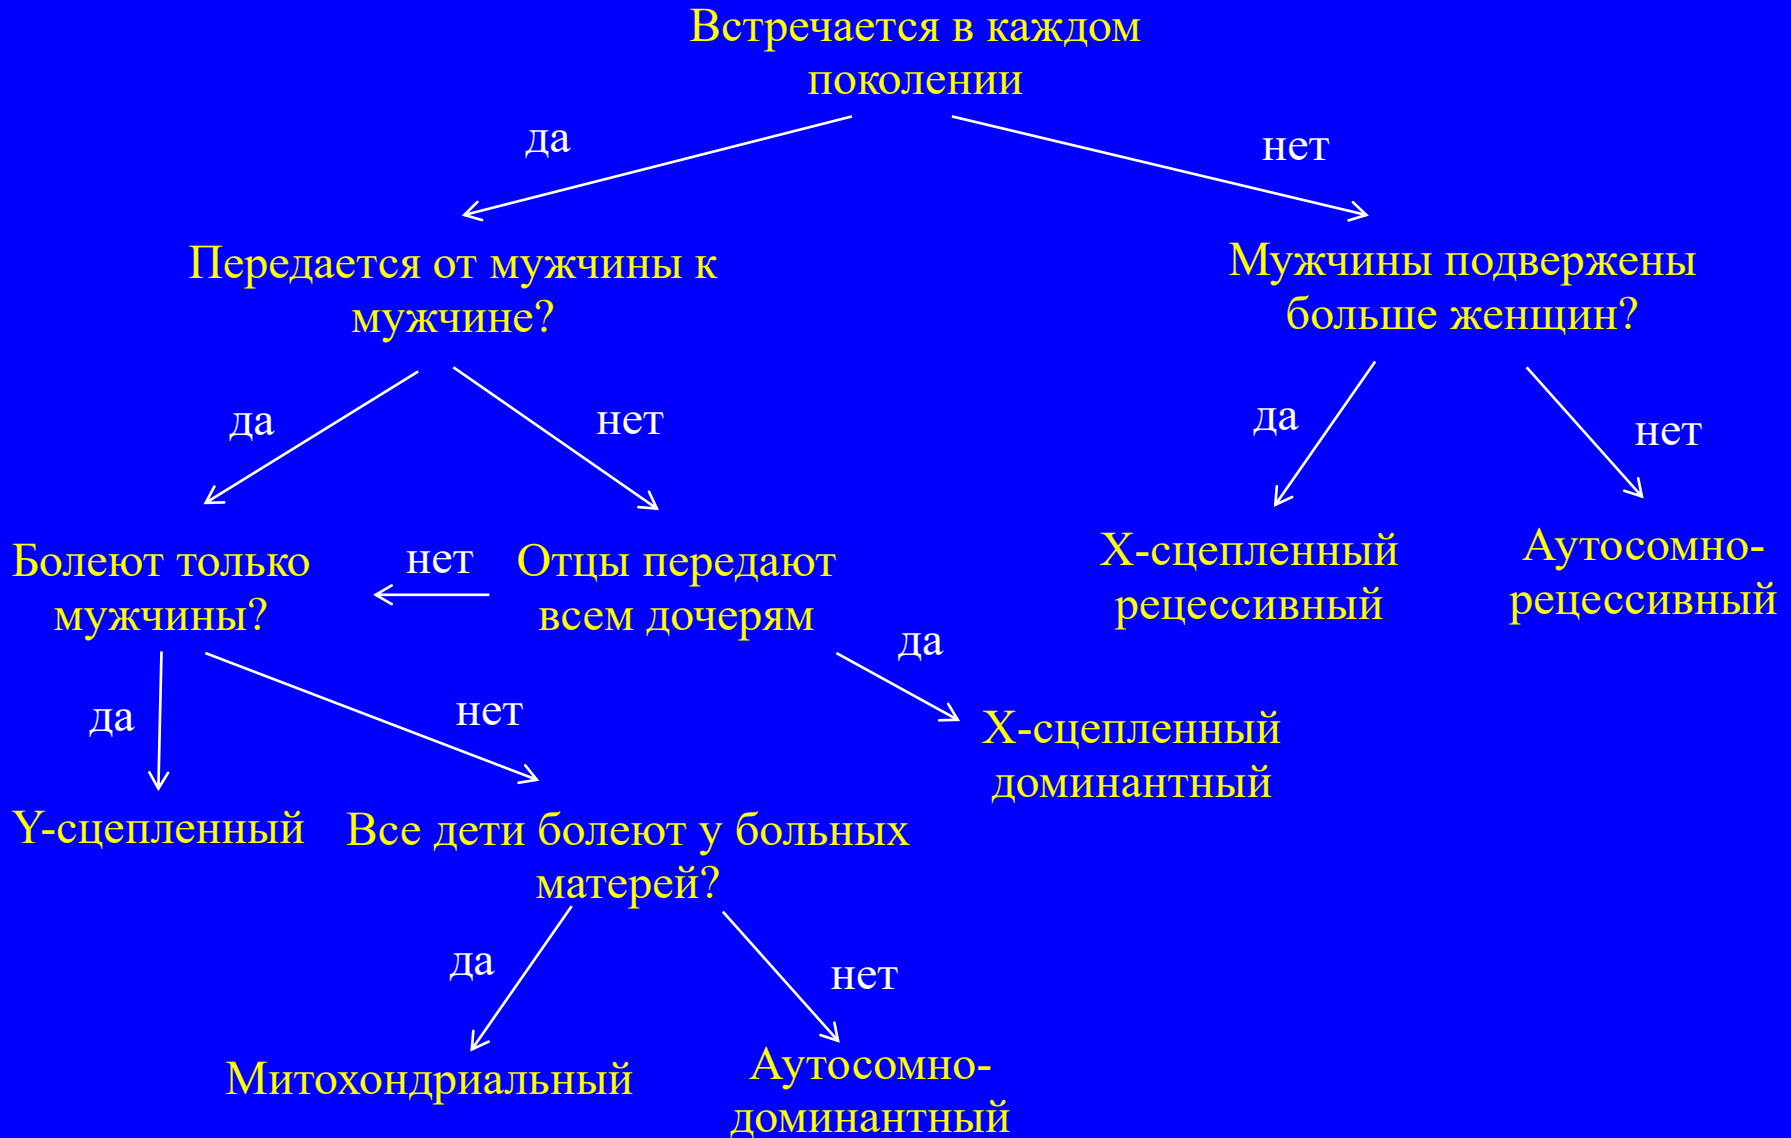 Встречается в каждом
поколении
да
нет
Передается от мужчины к
мужчине?
Мужчины подвержены
больше женщин?
да
нет
да
нет
Болеют только
мужчины?
нет
Отцы передают
всем дочерям
Х-сцепленный
рецессивный
Аутосомно-
рецессивный
да
нет
да
Х-сцепленный
доминантный
Y-сцепленный
Все дети болеют у больных
матерей?
да
нет
Митохондриальный
Аутосомно-
доминантный